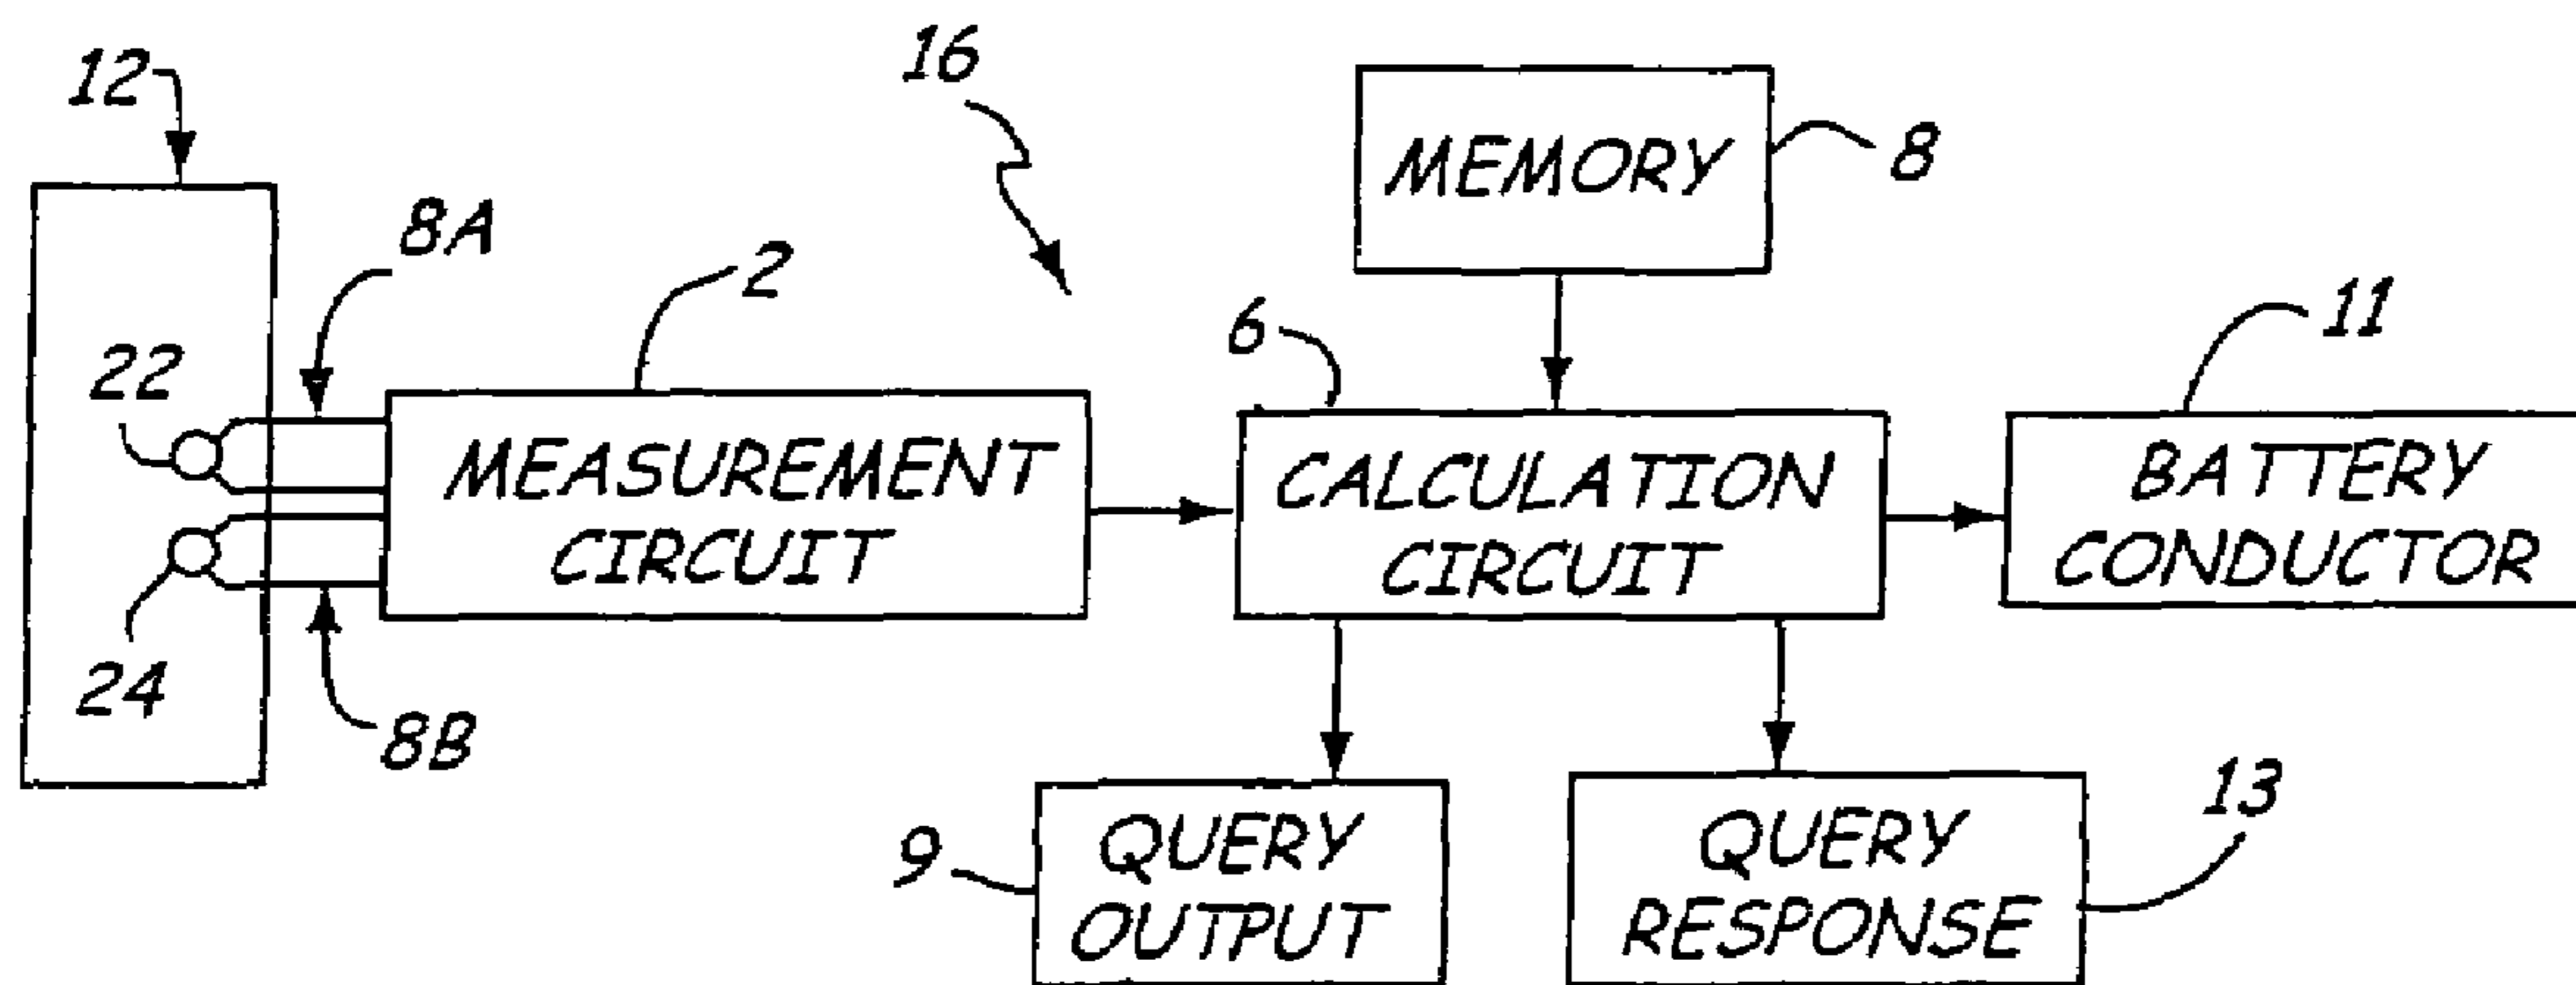 12
16
MEMORY
8
8A
2
6
11
22
MEASUREMENT
CIRCUIT
CALCULATION
CIRCUIT
BATTERY
CONDUCTOR
24
8B
9
QUERY
OUTPUT
QUERY
RESPONSE
13